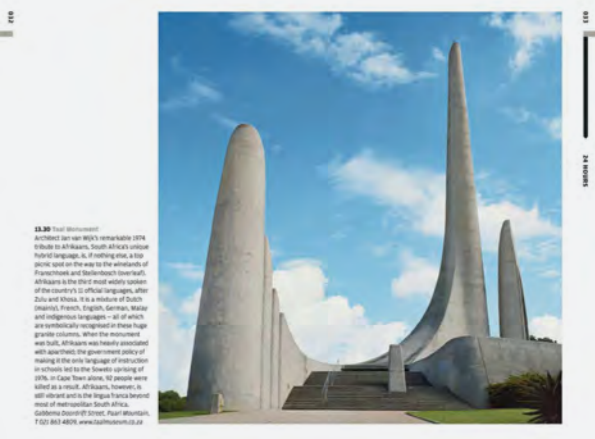 032
033
24 HOURS
13.30 Taal Monument
Architect Jan van Wijk's remarkable 1974
tribute to Afrikaans, South Africa's unique
hybrid language, is, if nothing else, a top
picnic spot on the way to the winelands of
Franschhoek and Stellenbosch (overleaf).
Afrikaans is the third most widely spoken
of the country's 11 official languages, after
Zulu and Xhosa. It is a mixture of Dutch
(mainly), French, English, German, Malay
and indigenous languages – all of which
are symbolically recognised in these huge
granite columns. When the monument
was built, Afrikaans was heavily associated
with apartheid; the government policy of
making it the only language of instruction
in schools led to the Soweto uprising of
1976. In Cape Town alone, 92 people were
killed as a result. Afrikaans, however, is
still vibrant and is the lingua franca beyond
most of metropolitan South Africa.
Gabbema Doordrift Street, Paarl Mountain,
T 021 863 4809, www.taalmuseum.co.za